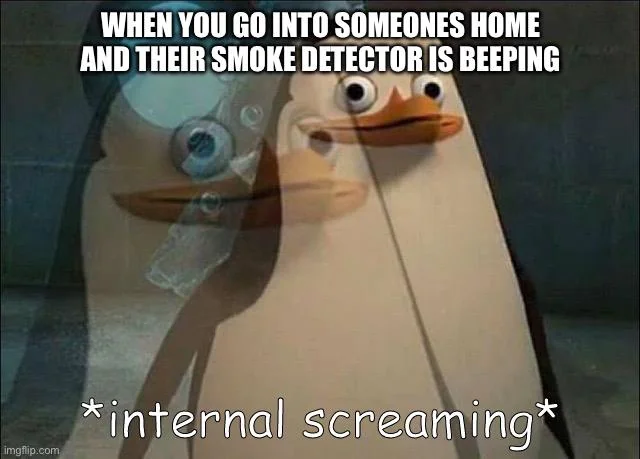 WHEN YOU GO INTO SOMEONES HOME
AND THEIR SMOKE DETECTOR IS BEEPING
*internal screaming*
imgflip.com